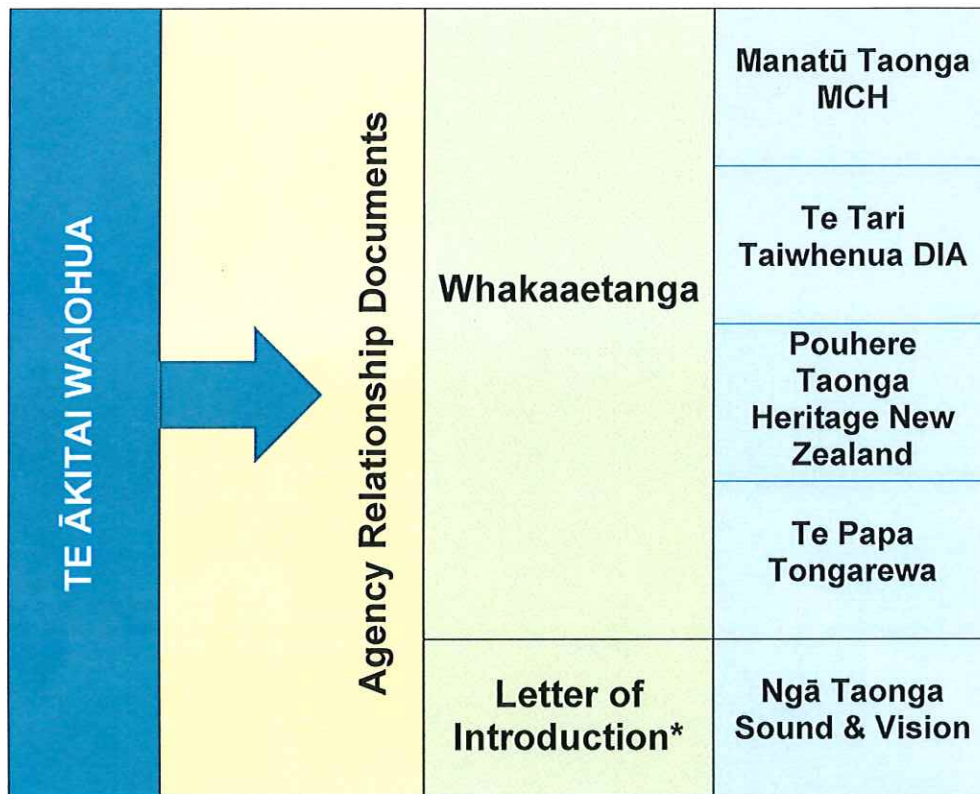 TE ĀKITAI WAIOHUA
Agency Relationship Documents
Whakaaetanga
Manatū Taonga
MCH
Te Tari
Taiwhenua DIA
Pouhere
Taonga
Heritage New
Zealand
Te Papa
Tongarewa
Letter of
Introduction*
Ngā Taonga
Sound & Vision